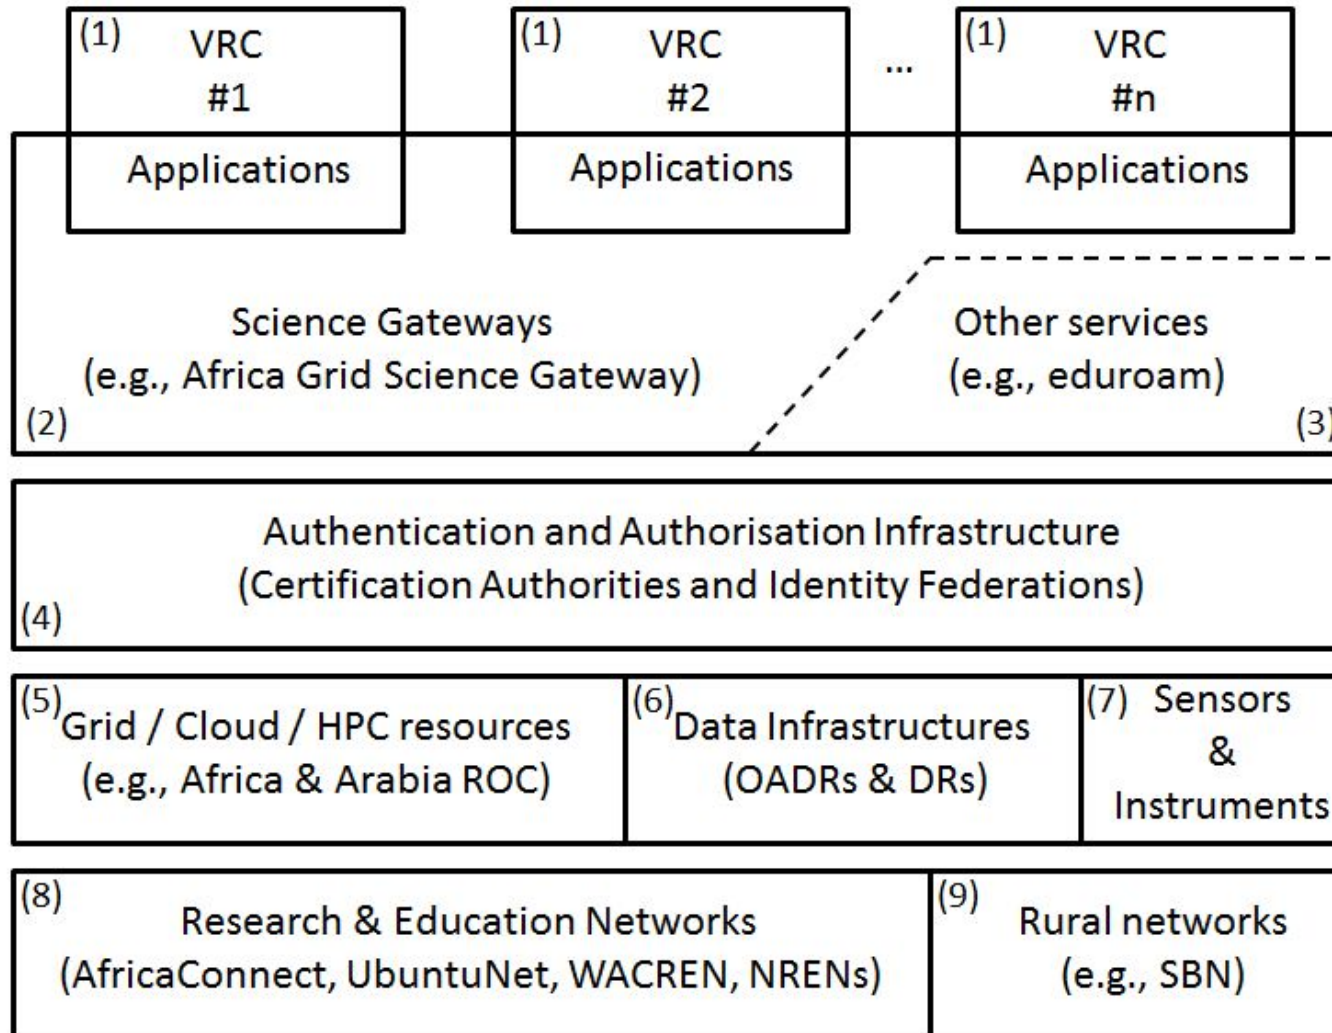 (1) VRC
#1
Applications
(1) VRC
#2
Applications
...
(1) VRC
#n
Applications
Science Gateways
(e.g., Africa Grid Science Gateway)
(2)
Other services
(e.g., eduroam)
(3)
Authentication and Authorisation Infrastructure
(Certification Authorities and Identity Federations)
(4)
(5)
Grid / Cloud / HPC resources
(e.g., Africa & Arabia ROC)
(6)
Data Infrastructures
(OADRs & DRs)
(7) Sensors
&
Instruments
(8)
Research & Education Networks
(AfricaConnect, UbuntuNet, WACREN, NRENs)
(9)
Rural networks
(e.g., SBN)